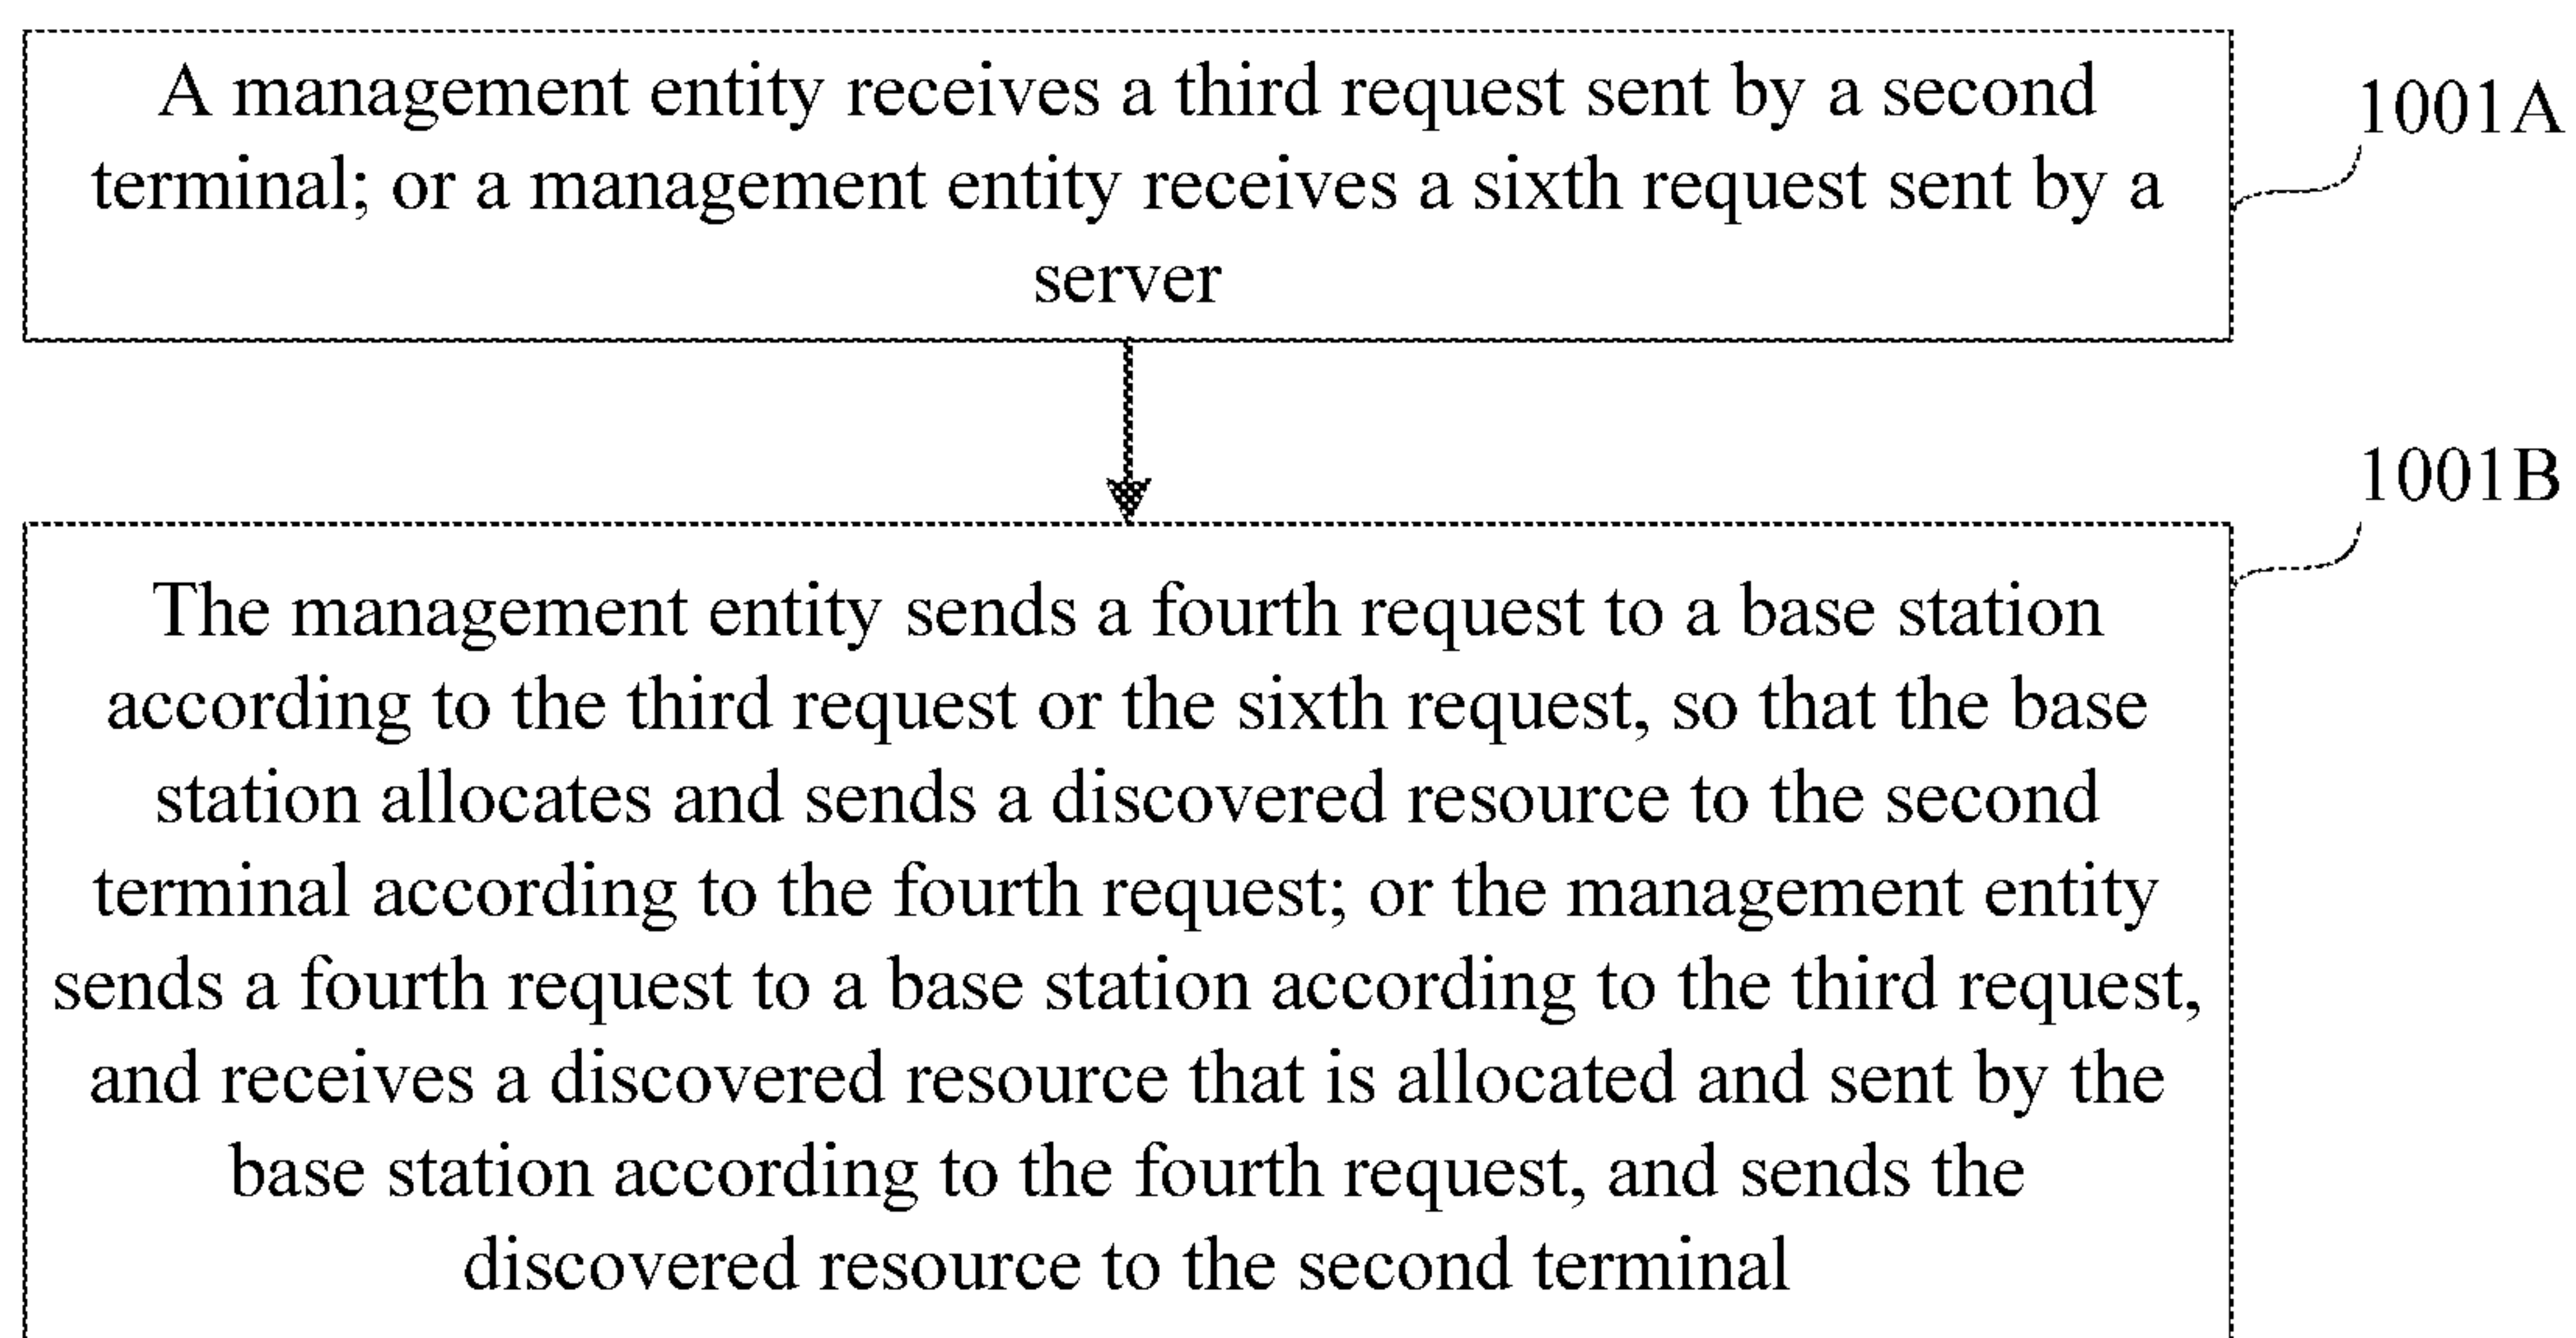 A management entity receives a third request sent by a second
terminal; or a management entity receives a sixth request sent by a
server
1001A
1001B
The management entity sends a fourth request to a base station
according to the third request or the sixth request, so that the base
station allocates and sends a discovered resource to the second
terminal according to the fourth request; or the management entity
sends a fourth request to a base station according to the third request,
and receives a discovered resource that is allocated and sent by the
base station according to the fourth request, and sends the
discovered resource to the second terminal